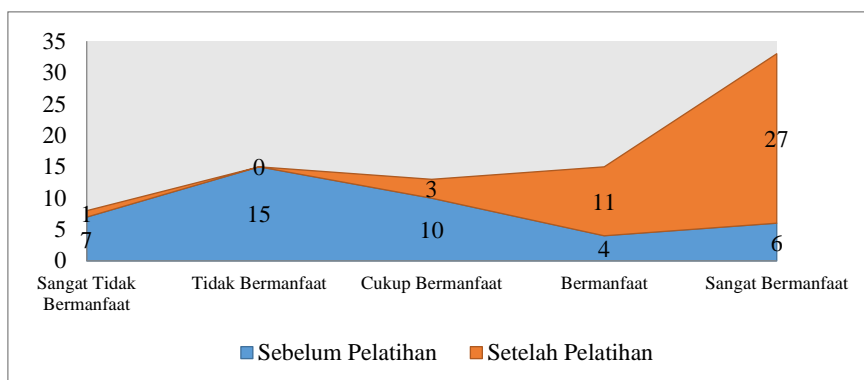 35
30
25
20
15
10
5
0
1
7
0
15
3
10
11
4
27
6
Sangat Tidak
Bermanfaat
Tidak Bermanfaat
Cukup Bermanfaat
Bermanfaat
Sangat Bermanfaat
Sebelum Pelatihan
Setelah Pelatihan